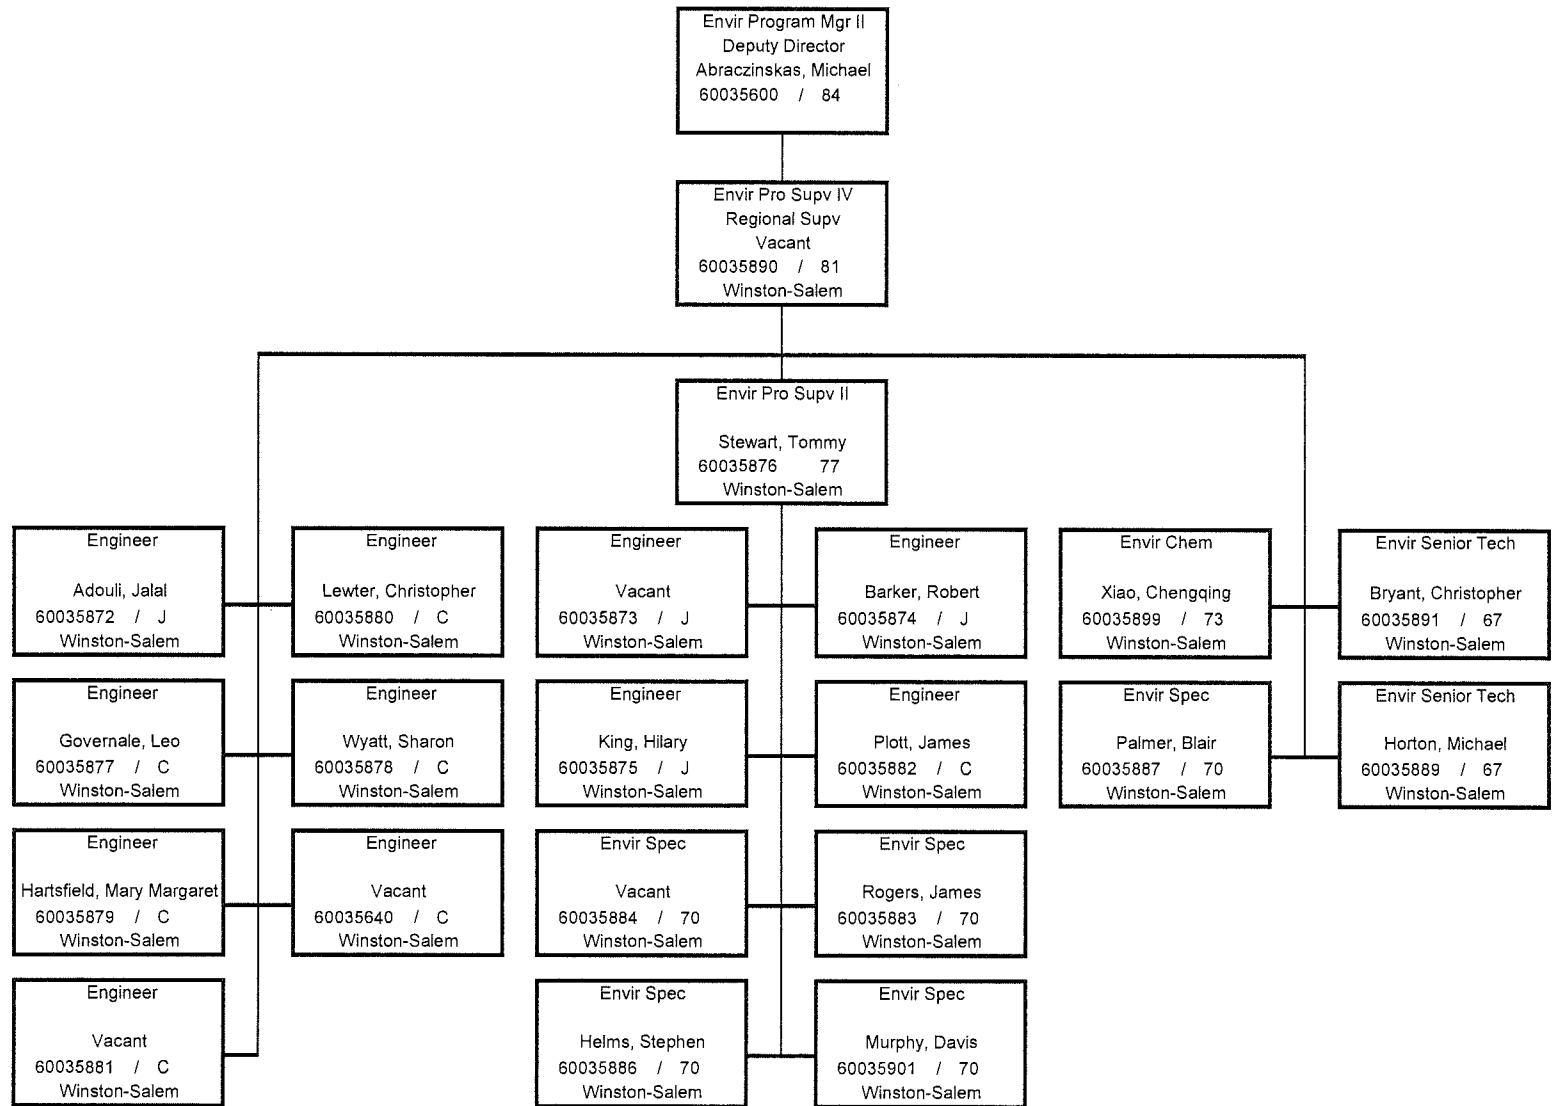 Envir Program Mgr II
Deputy Director
Abraczinskas, Michael
60035600 / 84
Envir Pro Supv IV
Regional Supv
Vacant
60035890 / 81
Winston-Salem
Envir Pro Supv II
Stewart, Tommy
60035876 77
Winston-Salem
Engineer
Adouli, Jalal
60035872 / J
Winston-Salem
Engineer
Lewter, Christopher
60035880 / C
Winston-Salem
Engineer
Vacant
60035873 / J
Winston-Salem
Engineer
Barker, Robert
60035874 / J
Winston-Salem
Envir Chem
Xiao, Chengqing
60035899 / 73
Winston-Salem
Envir Senior Tech
Bryant, Christopher
60035891 / 67
Winston-Salem
Engineer
Governale, Leo
60035877 / C
Winston-Salem
Engineer
Wyatt, Sharon
60035878 / C
Winston-Salem
Engineer
King, Hilary
60035875 / J
Winston-Salem
Engineer
Plott, James
60035882 / C
Winston-Salem
Envir Spec
Palmer, Blair
60035887 / 70
Winston-Salem
Envir Senior Tech
Horton, Michael
60035889 / 67
Winston-Salem
Engineer
Hartsfield, Mary Margaret
60035879 / C
Winston-Salem
Engineer
Vacant
60035640 / C
Winston-Salem
Envir Spec
Vacant
60035884 / 70
Winston-Salem
Envir Spec
Rogers, James
60035883 / 70
Winston-Salem
Engineer
Vacant
60035881 / C
Winston-Salem
Envir Spec
Helms, Stephen
60035886 / 70
Winston-Salem
Envir Spec
Murphy, Davis
60035901 / 70
Winston-Salem